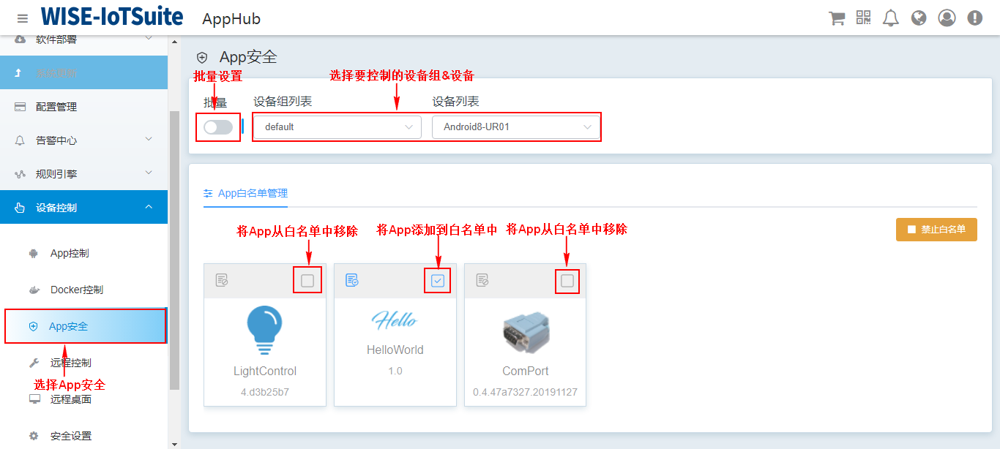 WISE-IoTSuite AppHub
软件部署
系统更新
配置管理
告警中心
规则引擎
设备控制
App控制
Docker控制
App安全
选择App安全
远程控制
远程桌面
安全设置
App安全
批量设置
选择要控制的设备组&设备
批量
设备组列表
设备列表
default
Android8-UR01
App白名单管理
禁止白名单
将App从白名单中移除
将App添加到白名单中
将App从白名单中移除
LightControl
4.d3b25b7
Hello
HelloWorld
1.0
ComPort
0.4.47a7327.20191127